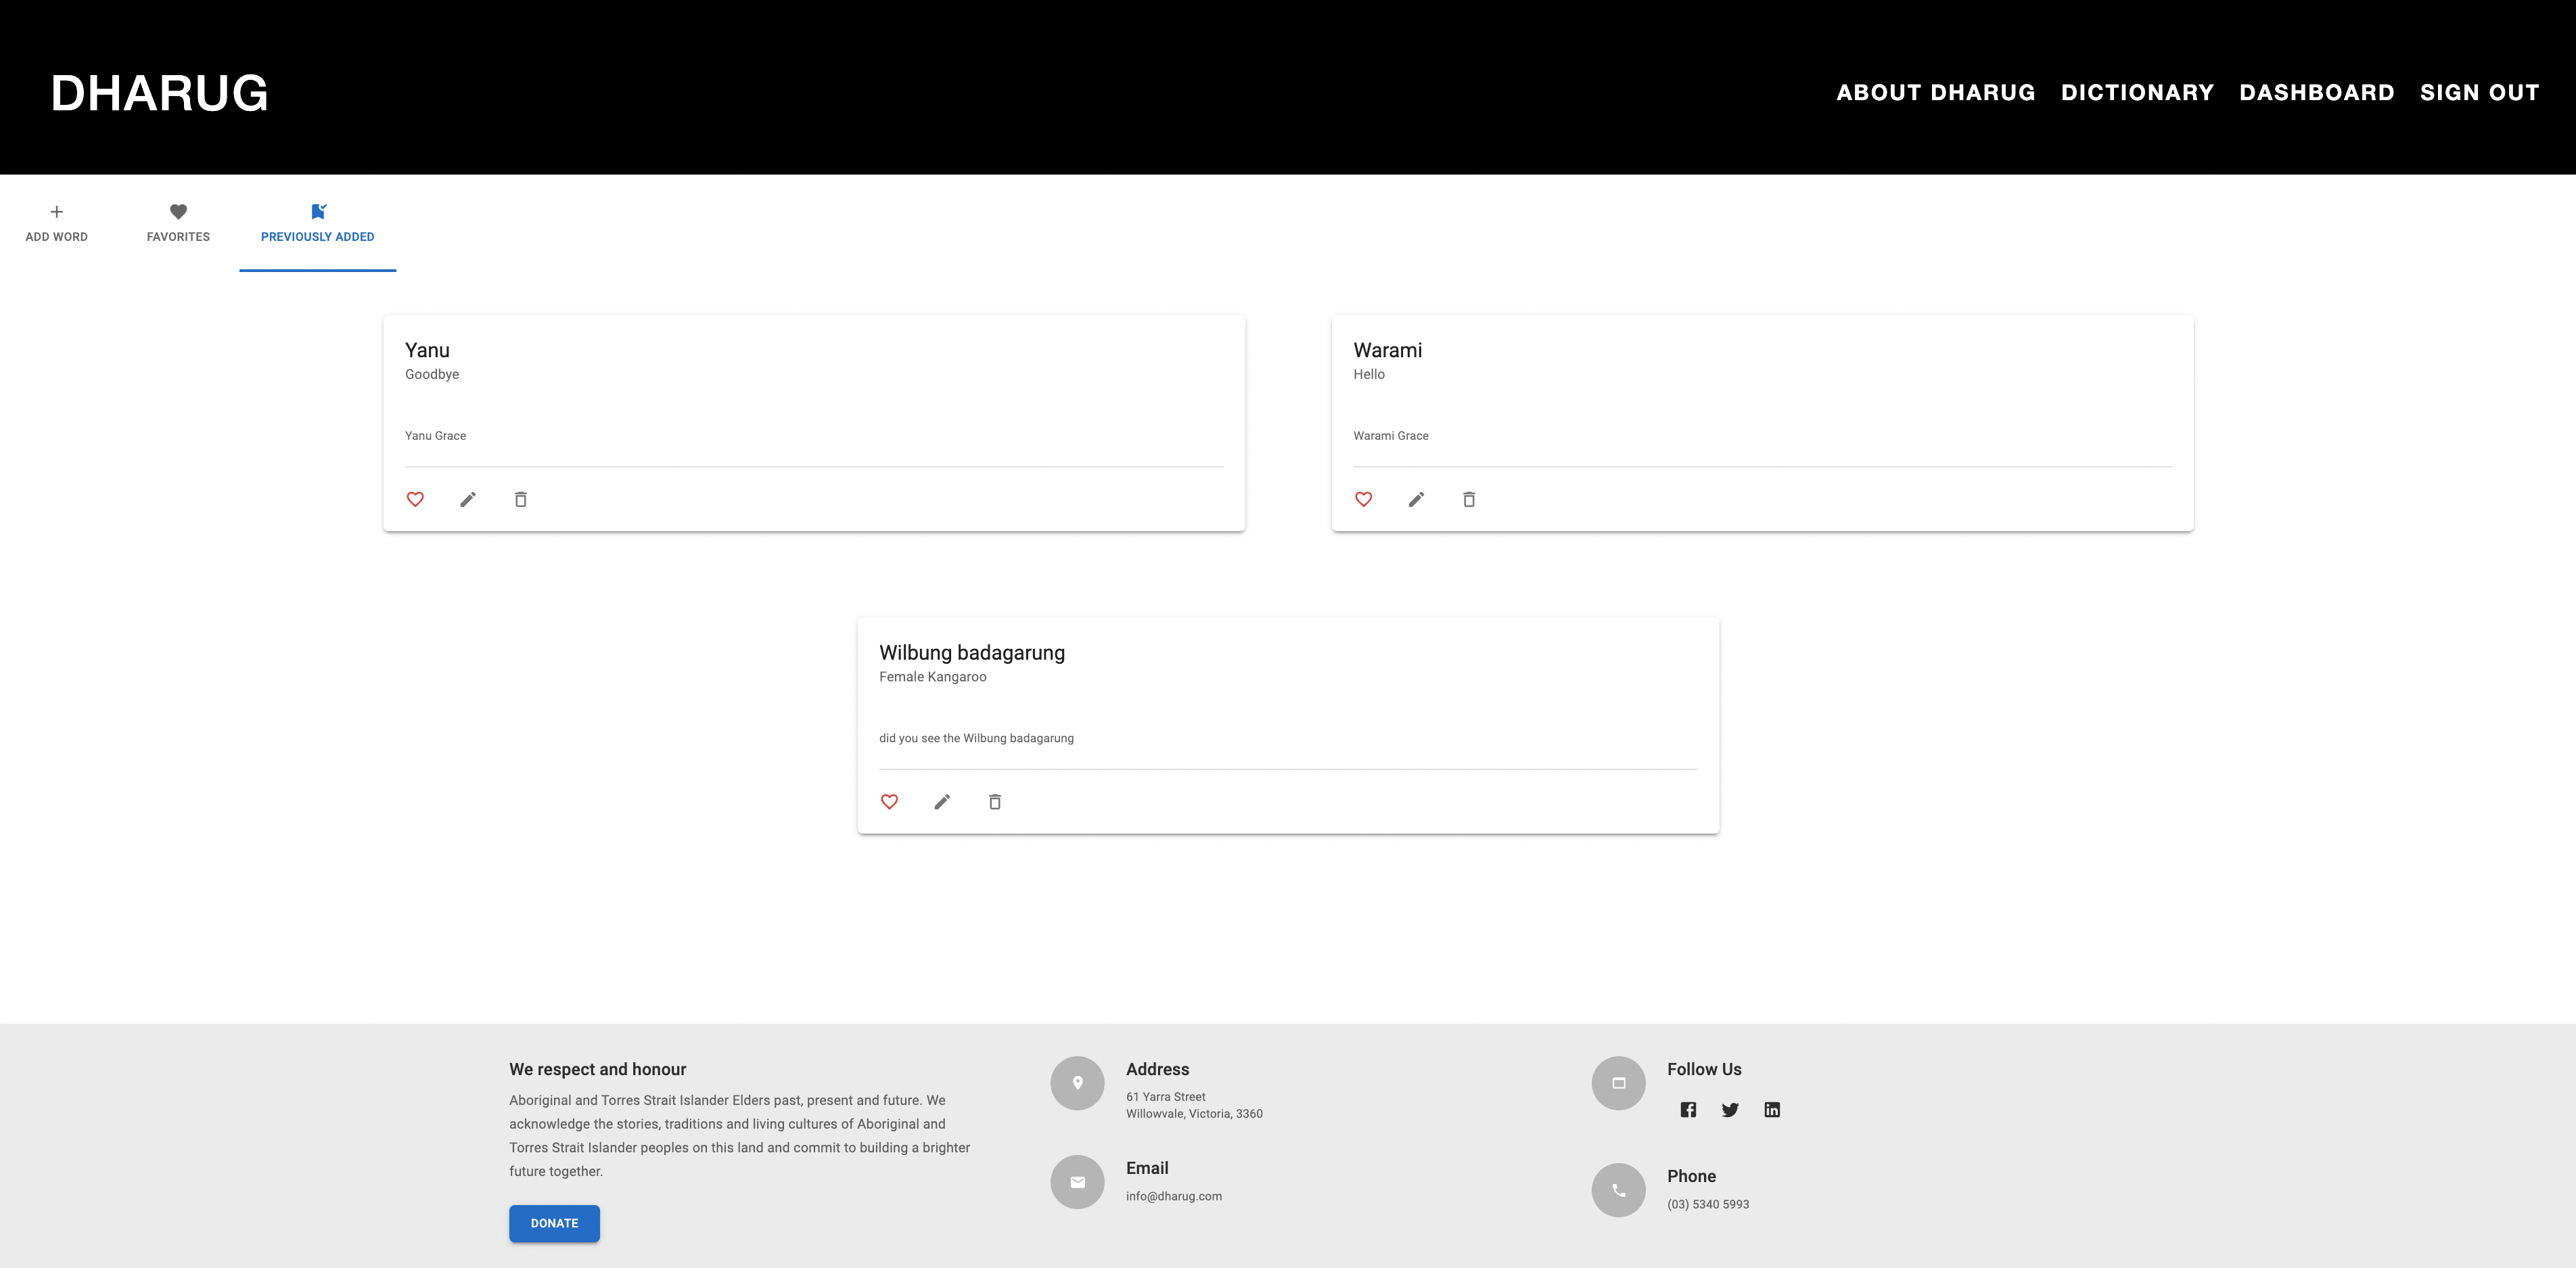 DHARUG
ABOUT DHARUG DICTIONARY DASHBOARD SIGN OUT
ADD WORD FAVORITES PREVIOUSLY ADDED
Yanu
Goodbye
Yanu Grace
Warami
Hello
Warami Grace
Wilbung badagarung
Female Kangaroo
did you see the Wilbung badagarung
We respect and honour
Aboriginal and Torres Strait Islander Elders past, present and future. We
acknowledge the stories, traditions and living cultures of Aboriginal and
Torres Strait Islander peoples on this land and commit to building a brighter
future together.
DONATE
Address
61 Yarra Street
Willowvale, Victoria, 3360
Email
info@dharug.com
Follow Us
Phone
(03) 5340 5993